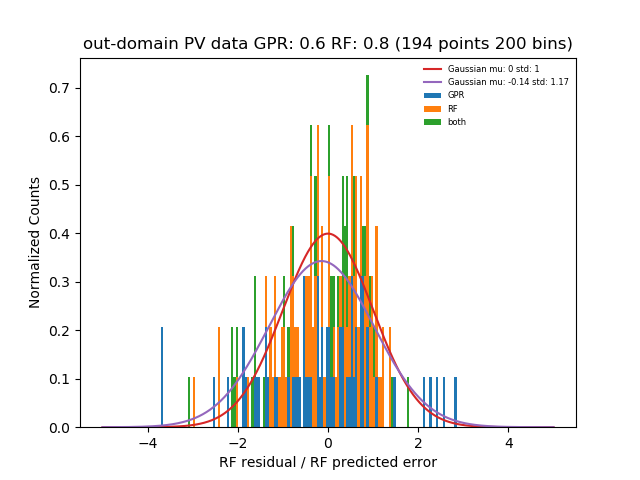 out-domain PV data GPR: 0.6 RF: 0.8 (194 points 200 bins)
Gaussian mu: 0 std: 1
Gaussian mu: -0.14 std: 1.17
GPR
RF
both
Normalized Counts
0.7
0.6
0.5
0.4
0.3
0.2
0.1
0.0
−4 −2 0 2 4
RF residual / RF predicted error